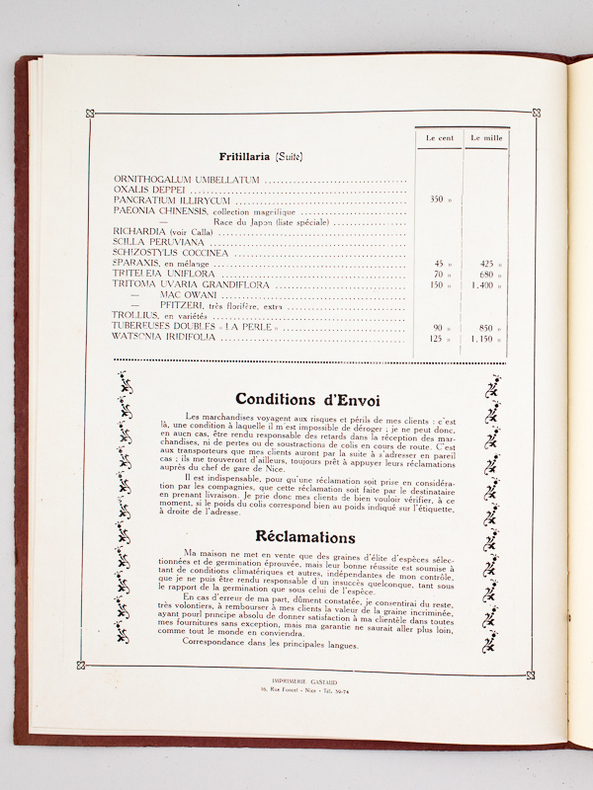 Le cent Le mille
Fritillaria (Suite)
ORNITHOGALUM UMBELLATUM
OXALIS DEPPEI
PANCRATIUM ILLIRYCUM 350 »
PAEONIA CHINENSIS, collection magnifique
— Race du Japon (liste spéciale)
RICHARDIA (voir Calla)
SCILLA PERUVIANA
SCHIZOSTYLIS COCCINEA
SPARAXIS, en mélange 45 » 425 »
TRITELEIA UNIFLORA 70 » 680 »
TRITOMA UVARIA GRANDIFLORA 150 » 1.400 »
— MAC OWANI
— PFITZERI, très florifère, extra
TROLLIUS, en variétés
TUBEREUSES DOUBLES « LA PERLE » 90 » 850 »
WATSONIA IRIDIFOLIA 125 » 1.150 »
Conditions d'Envoi
Les marchandises voyagent aux risques et périls de mes clients : c'est
là, une condition à laquelle il m'est impossible de déroger ; je ne peut donc,
en aucn cas, être rendu responsable des retards dans la réception des mar-
chandises, ni de pertes ou de soustractions de colis en cours de route. C'est
aux transporteurs que mes clients auront par la suite à s'adresser en pareil
cas ; ils me trouveront d'ailleurs, toujours prêt à appuyer leurs réclamations
auprès du chef de gare de Nice.
Il est indispensable, pour qu'une réclamation soit prise en considéra-
tion par les compagnies, que cette réclamation soit faite par le destinataire
en prenant livraison. Je prie donc mes clients de bien vouloir vérifier, à ce
moment, si le poids du colis correspond bien au poids indiqué sur l'étiquette,
à droite de l'adresse.
Réclamations
Ma maison ne met en vente que des graines d'élite d'espèces sélec-
tionnées et de germination éprouvée, mais leur bonne réussite est soumise à
tant de conditions climatériques et autres, indépendantes de mon contrôle,
que je ne puis être rendu responsable d'un insuccès quelconque, tant sous
le rapport de la germination que sous celui de l'espèce.
En cas d'erreur de ma part, dûment constatée, je consentirai du reste,
très volontiers, à rembourser à mes clients la valeur de la graine incriminée,
ayant pourl principe absolu de donner satisfaction à ma clientèle dans toutes
mes fournitures sans exception, mais ma garantie ne saurait aller plus loin,
comme tout le monde en conviendra.
Correspondance dans les principales langues.
IMPRIMERIE GASTAUD
Rue Foncet - Nice - Tél. 39-74